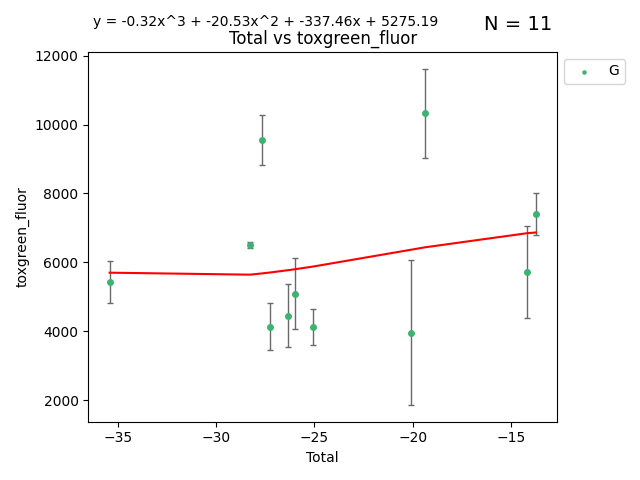 y = -0.32x^3 + -20.53x^2 + -337.46x + 5275.19
N = 11
Total vs toxgreen_fluor
G
12000
10000
8000
6000
4000
2000
toxgreen_fluor
−35
−30
−25
−20
−15
Total